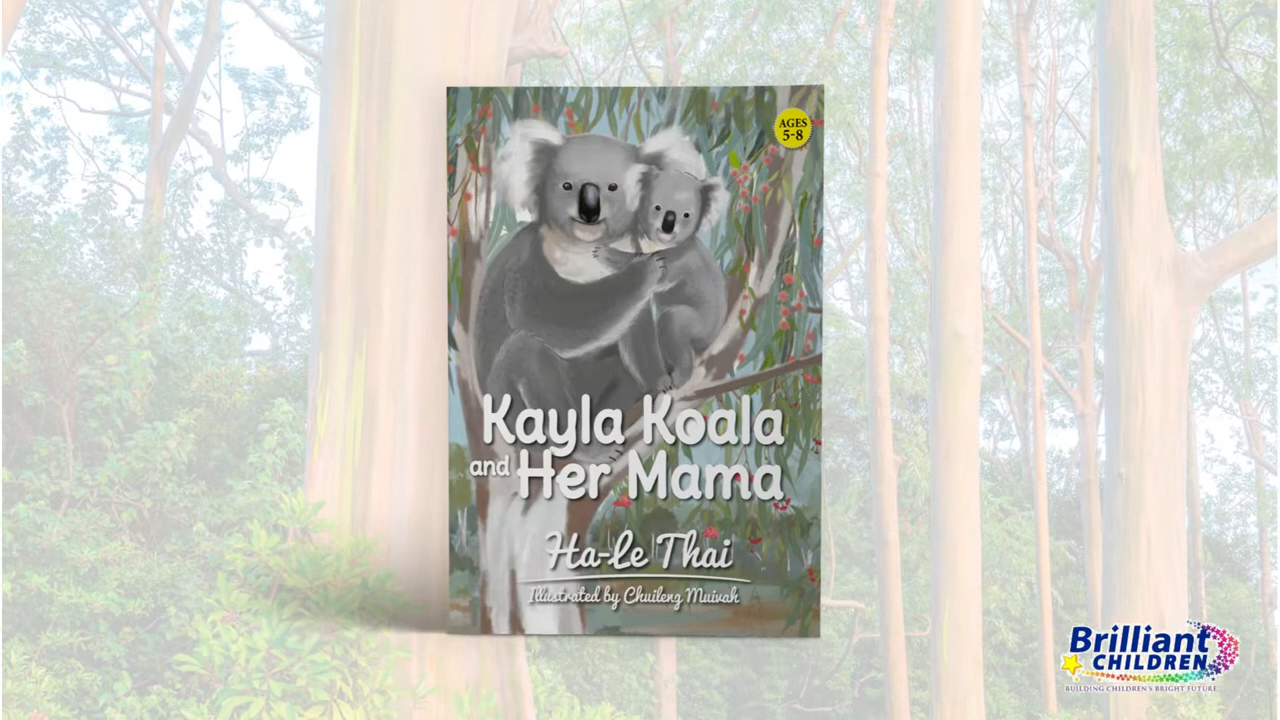 AGES
5-8
Kayla Koala
and Her Mama
Ha-Le Thai
Illustrated by Chuileng Muivah
Brilliant
CHILDREN
BUILDING CHILDREN'S BRIGHT FUTURE